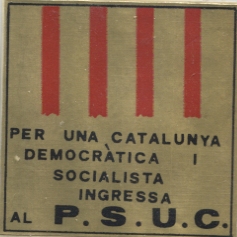 PER UNA CATALUNYA
DEMOCRÀTICA I
SOCIALISTA
INGRESSA
AL P.S.U.C.